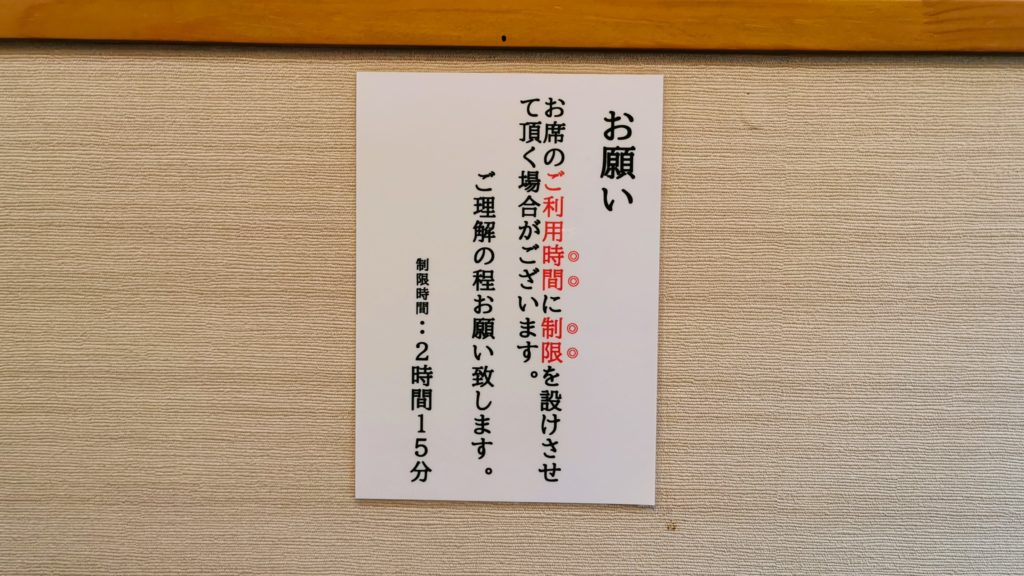 お願い
お席のご利用時間に制限を設けさせ
て頂く場合がございます。
ご理解の程お願い致します。
制限時間：２時間１５分